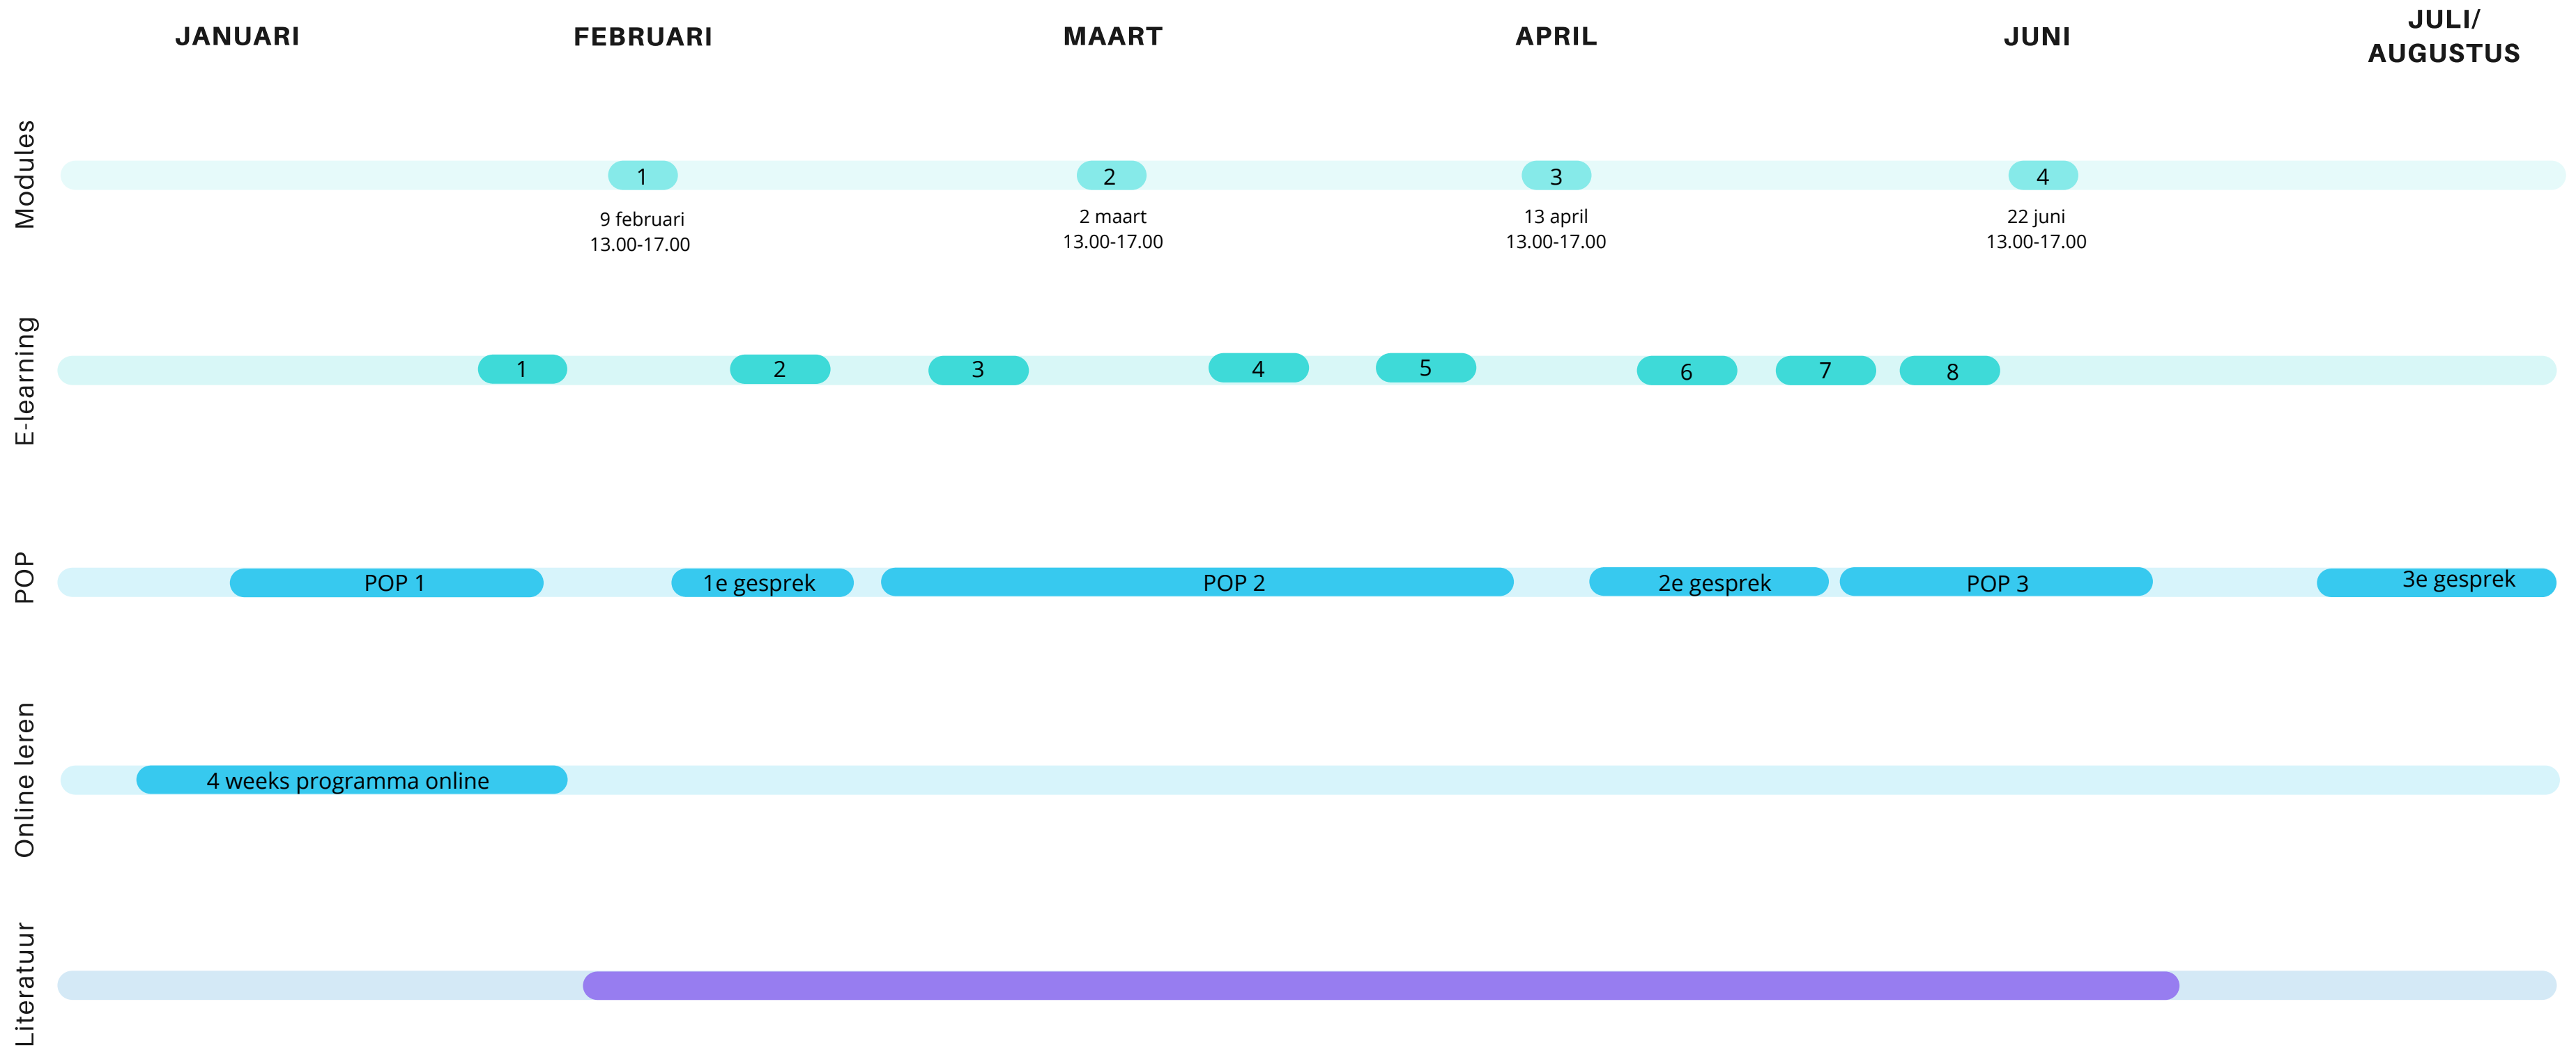 JANUARI
FEBRUARI
MAART
APRIL
JUNI
JULI/
AUGUSTUS
Modules
1
2
3
4
9 februari
13.00-17.00
2 maart
13.00-17.00
13 april
13.00-17.00
22 juni
13.00-17.00
E-learning
1
2
3
4
5
6
7
8
POP
POP 1
1e gesprek
POP 2
2e gesprek
POP 3
3e gesprek
Online leren
4 weeks programma online
Literatuur